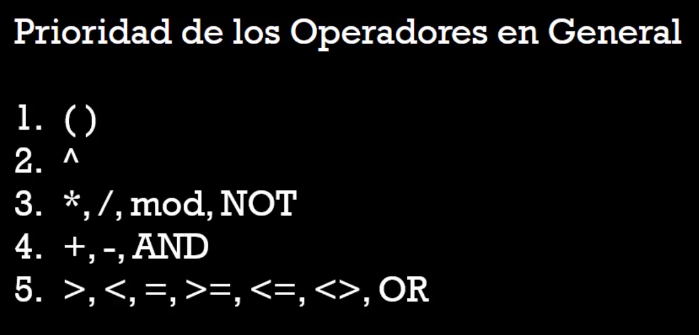 Prioridad de los Operadores en General
1. ( )
2. ^
3. *, /, mod, NOT
4. +, -, AND
5. >, <, =, >=, <=, <>, OR